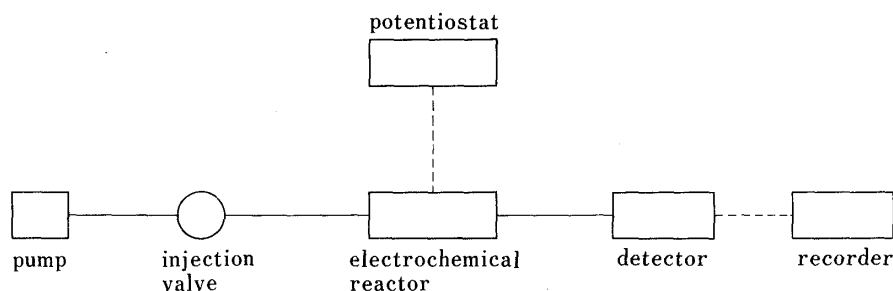 potentiostat
pump
injection
valve
electrochemical
reactor
detector
recorder